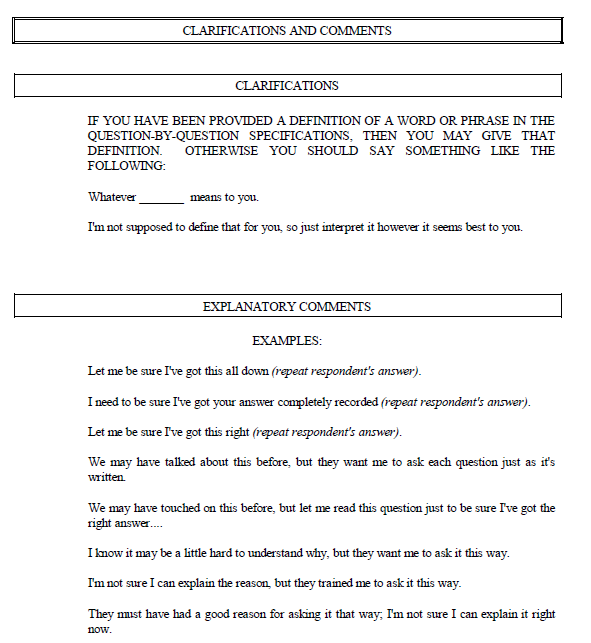 CLARIFICATIONS AND COMMENTS
CLARIFICATIONS
IF YOU HAVE BEEN PROVIDED A DEFINITION OF A WORD OR PHRASE IN THE
QUESTION-BY-QUESTION SPECIFICATIONS, THEN YOU MAY GIVE THAT
DEFINITION. OTHERWISE YOU SHOULD SAY SOMETHING LIKE THE
FOLLOWING:
Whatever _______ means to you.
I'm not supposed to define that for you, so just interpret it however it seems best to you.
EXPLANATORY COMMENTS
EXAMPLES:
Let me be sure I've got this all down (repeat respondent's answer).
I need to be sure I've got your answer completely recorded (repeat respondent's answer).
Let me be sure I've got this right (repeat respondent's answer).
We may have talked about this before, but they want me to ask each question just as it's
written.
We may have touched on this before, but let me read this question just to be sure I've got the
right answer....
I know it may be a little hard to understand why, but they want me to ask it this way.
I'm not sure I can explain the reason, but they trained me to ask it this way.
They must have had a good reason for asking it that way; I'm not sure I can explain it right
now.